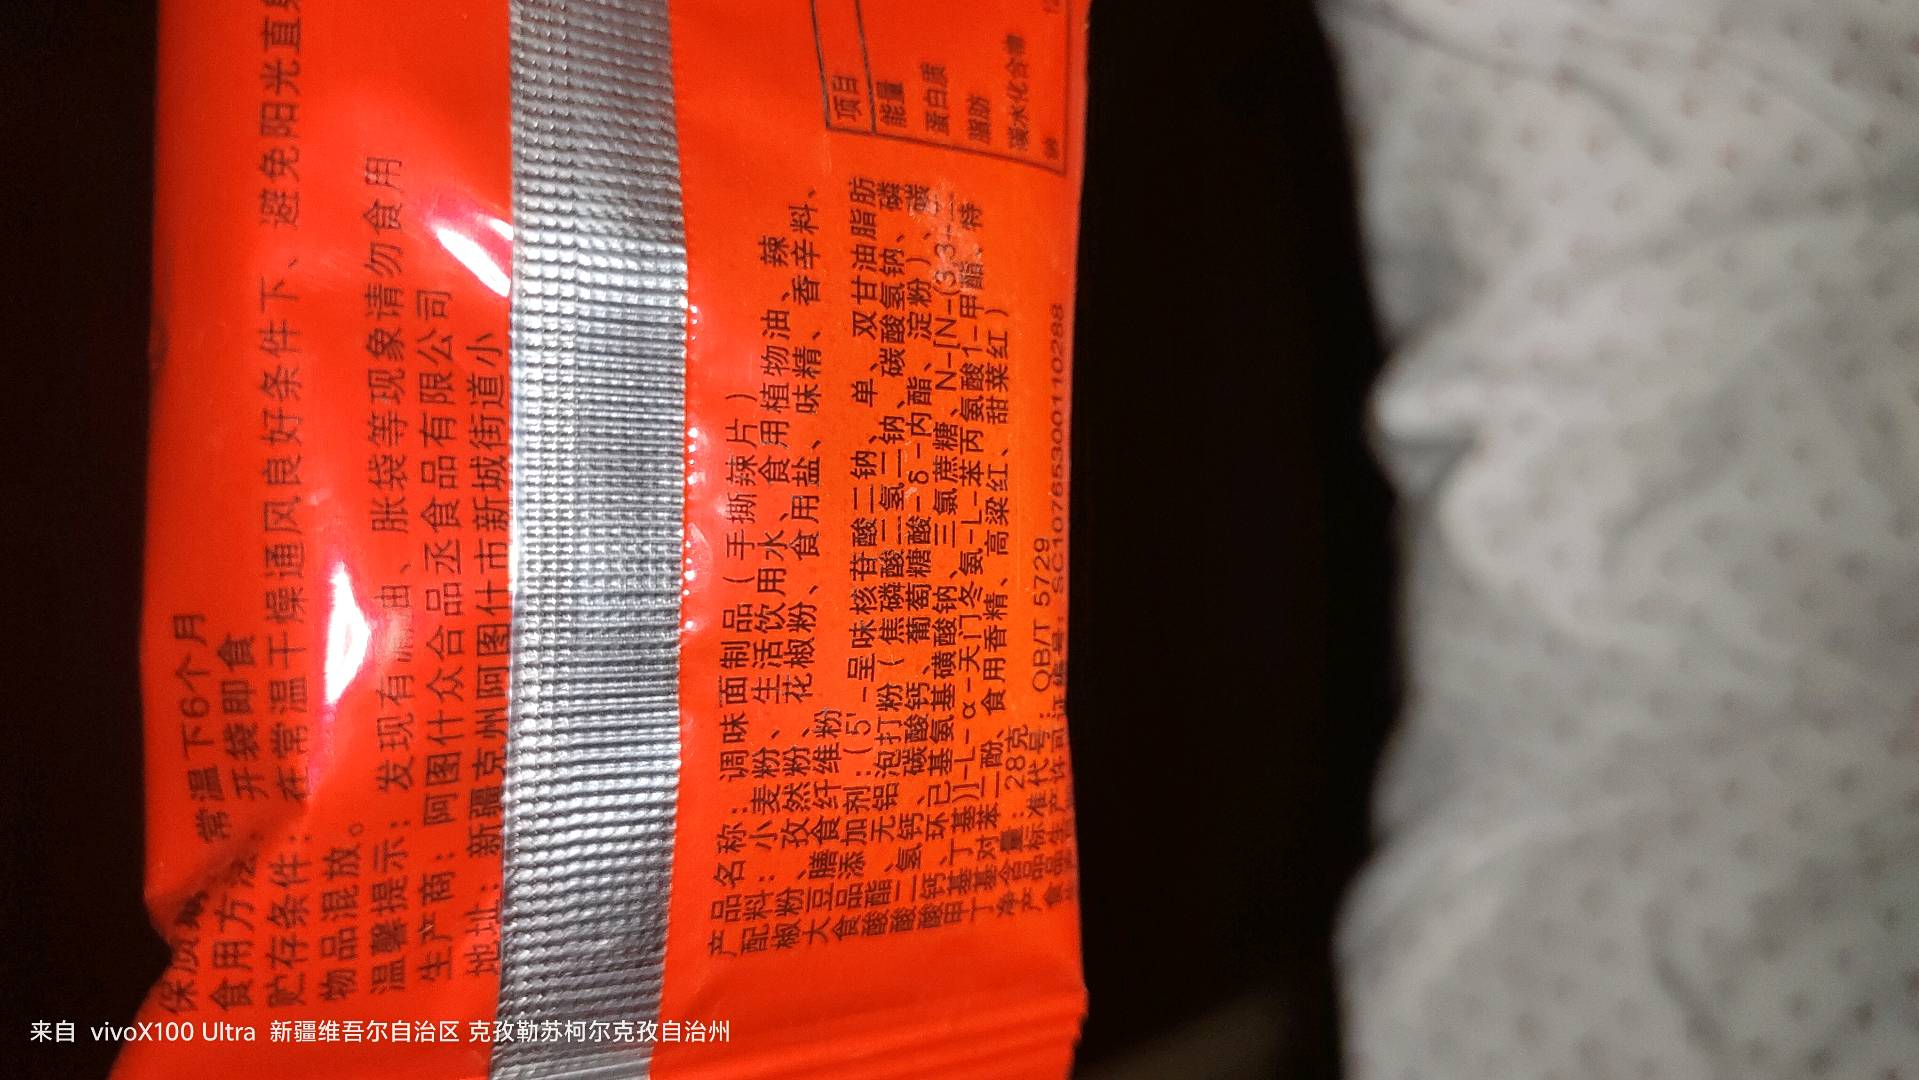 保质期：常温下6个月
食用方法：开袋即食
贮存条件：在常温干燥通风良好条件下、避免阳光直射
物品混放。
温馨提示：发现有漏油、胀袋等现象请勿食用
生产商：阿图什众合品丞食品有限公司
地址：新疆克州阿图什市新城街道小
产品名称：调味面制品（手撕辣片）
配料：小麦粉、生活饮用水、食用植物油、辣
椒粉、孜然粉、花椒粉、食用盐、味精、香辛料、
大豆膳食纤维粉
食品添加剂：（5'-呈味核苷酸二钠、单、双甘油脂肪
酸酯、无铝泡打粉（焦磷酸二氢二钠、碳酸氢钠、磷
酸二氢钙、碳酸钙、葡萄糖酸-δ-内酯、淀粉）、碳
酸钙、环己基氨基磺酸钠、三氯蔗糖、N-[N-(3,3-二
甲基丁基)]-L-α-天门冬氨-L-苯丙氨酸1-甲酯、特
丁基对苯二酚、食用香精、高粱红、甜菜红）
净含量：28克
产品标准代号：QB/T 5729
食品生产许可证编号：SC10765300110288
项目
能量
蛋白质
脂肪
碳水化合物
钠
来自 vivoX100 Ultra 新疆维吾尔自治区 克孜勒苏柯尔克孜自治州